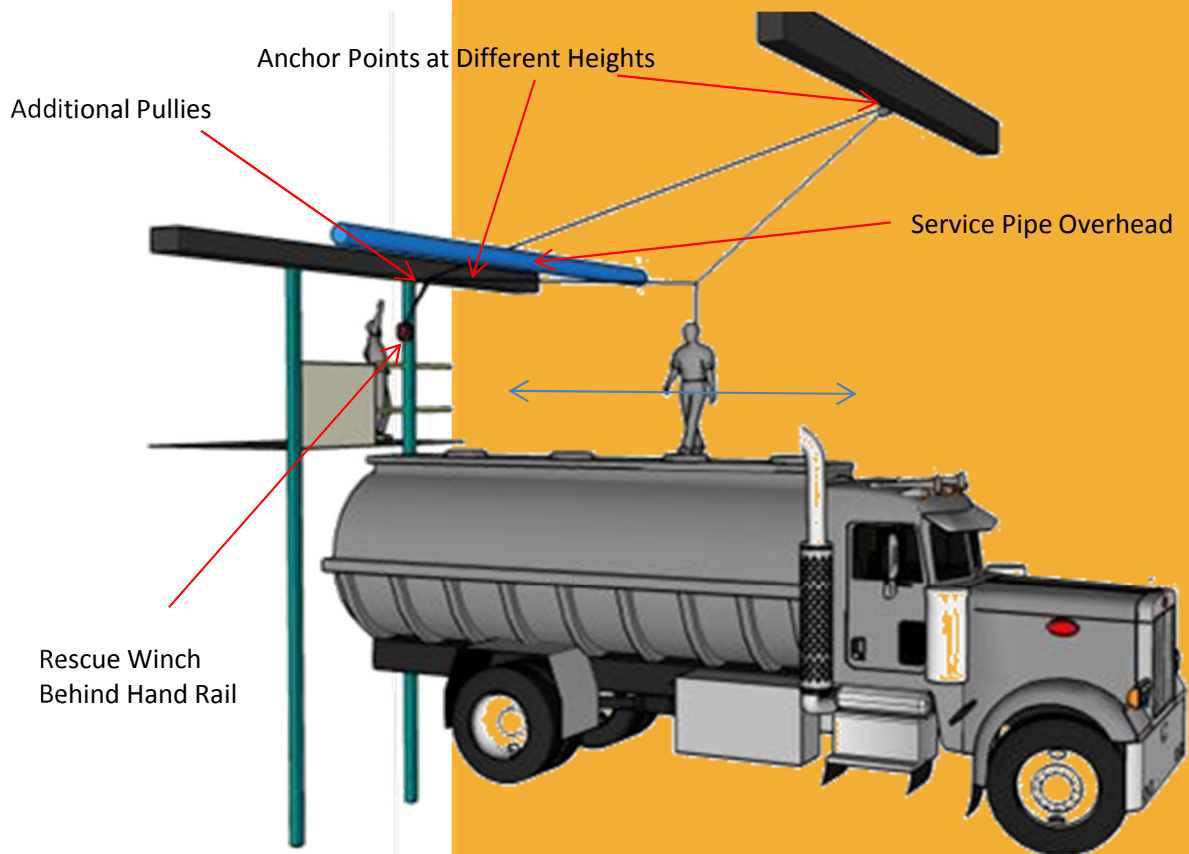 Anchor Points at Different Heights
Additional Pullies
Service Pipe Overhead
Rescue Winch
Behind Hand Rail